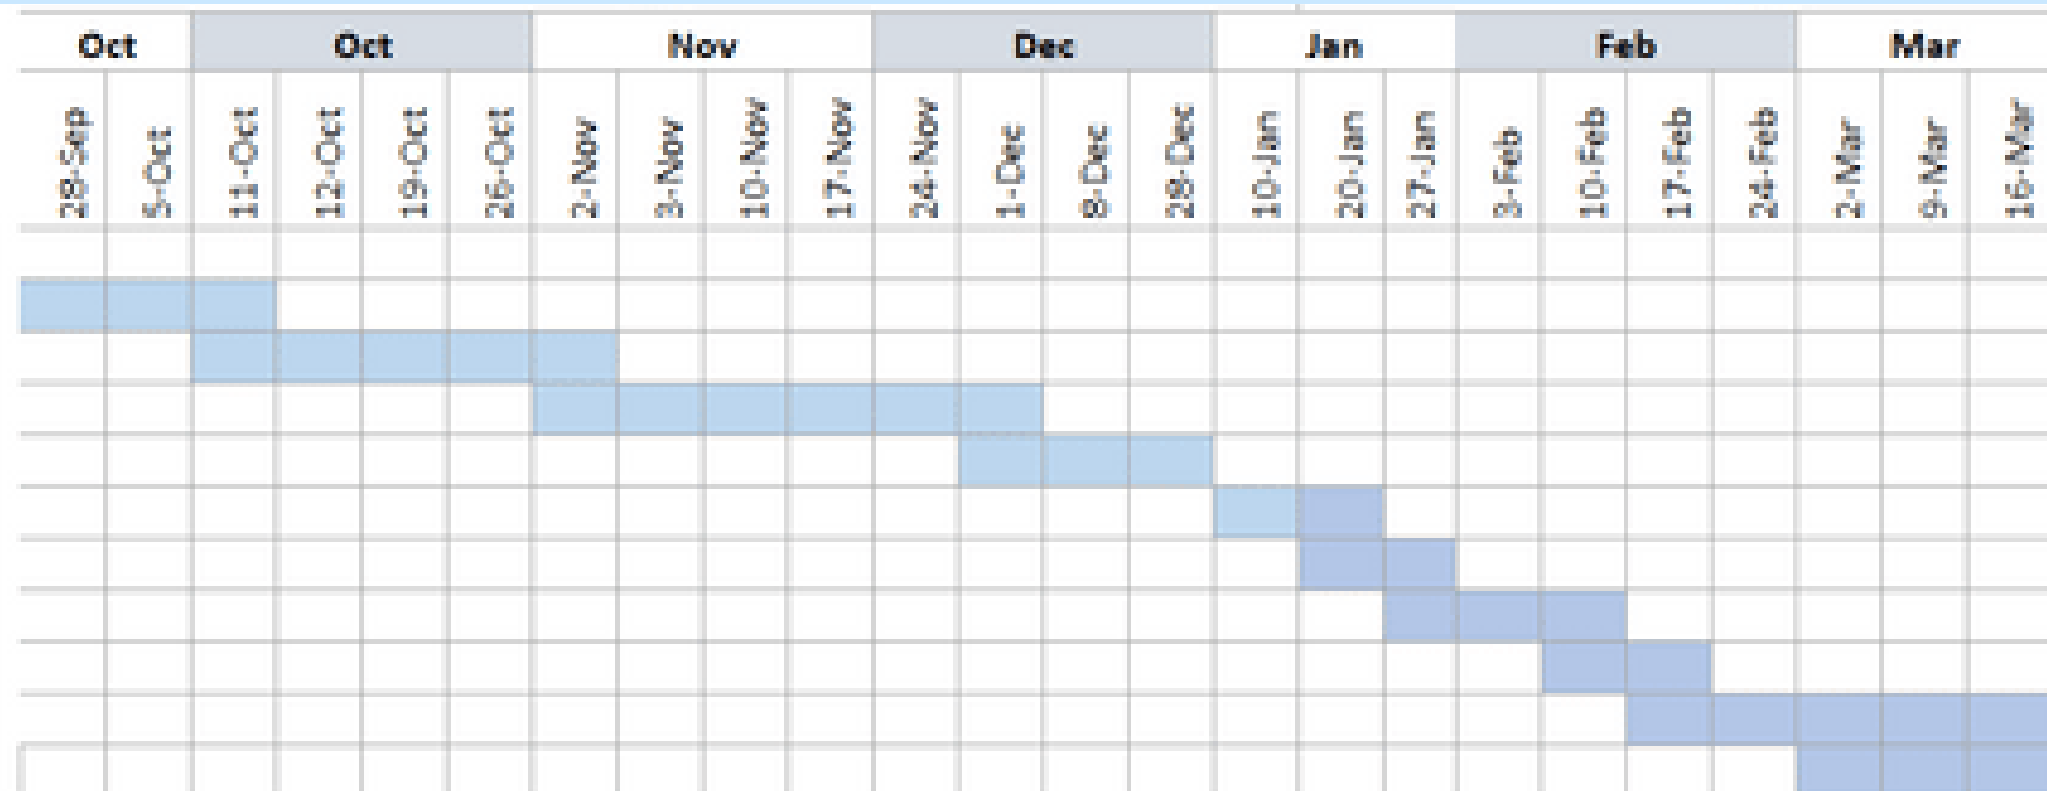 Oct Oct Nov Dec Jan Feb Mar
28-Sep 5-Oct 11-Oct 12-Oct 19-Oct 26-Oct 2-Nov 3-Nov 10-Nov 17-Nov 24-Nov 1-Dec 8-Dec 28-Dec 10-Jan 20-Jan 27-Jan 3-Feb 10-Feb 17-Feb 24-Feb 2-Mar 9-Mar 16-Mar